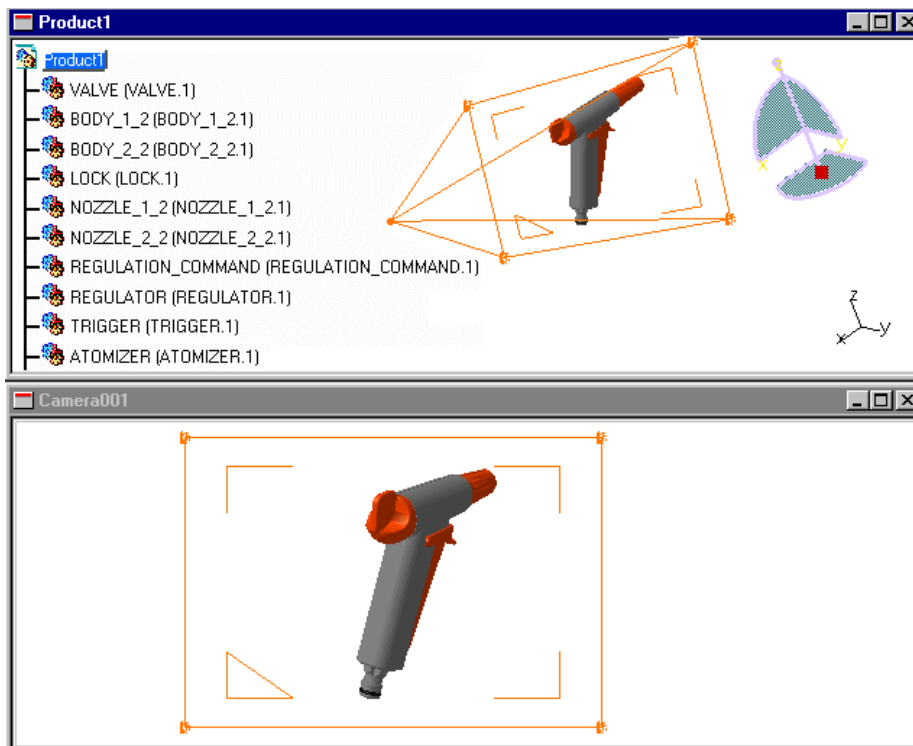 Product1
Product1
VALVE (VALVE.1)
BODY_1_2 (BODY_1_2.1)
BODY_2_2 (BODY_2_2.1)
LOCK (LOCK.1)
NOZZLE_1_2 (NOZZLE_1_2.1)
NOZZLE_2_2 (NOZZLE_2_2.1)
REGULATION_COMMAND (REGULATION_COMMAND.1)
REGULATOR (REGULATOR.1)
TRIGGER (TRIGGER.1)
ATOMIZER (ATOMIZER.1)
y
x
z
x
y
Camera001